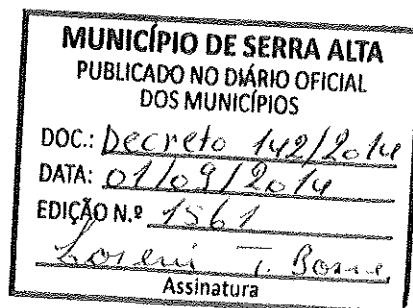 MUNICÍPIO DE SERRA ALTA
PUBLICADO NO DIÁRIO OFICIAL
DOS MUNICÍPIOS
DOC.: Decreto 142/2014
DATA: 01/09/2014
EDIÇÃO N.º 1561
Loreni T.
Assinatura